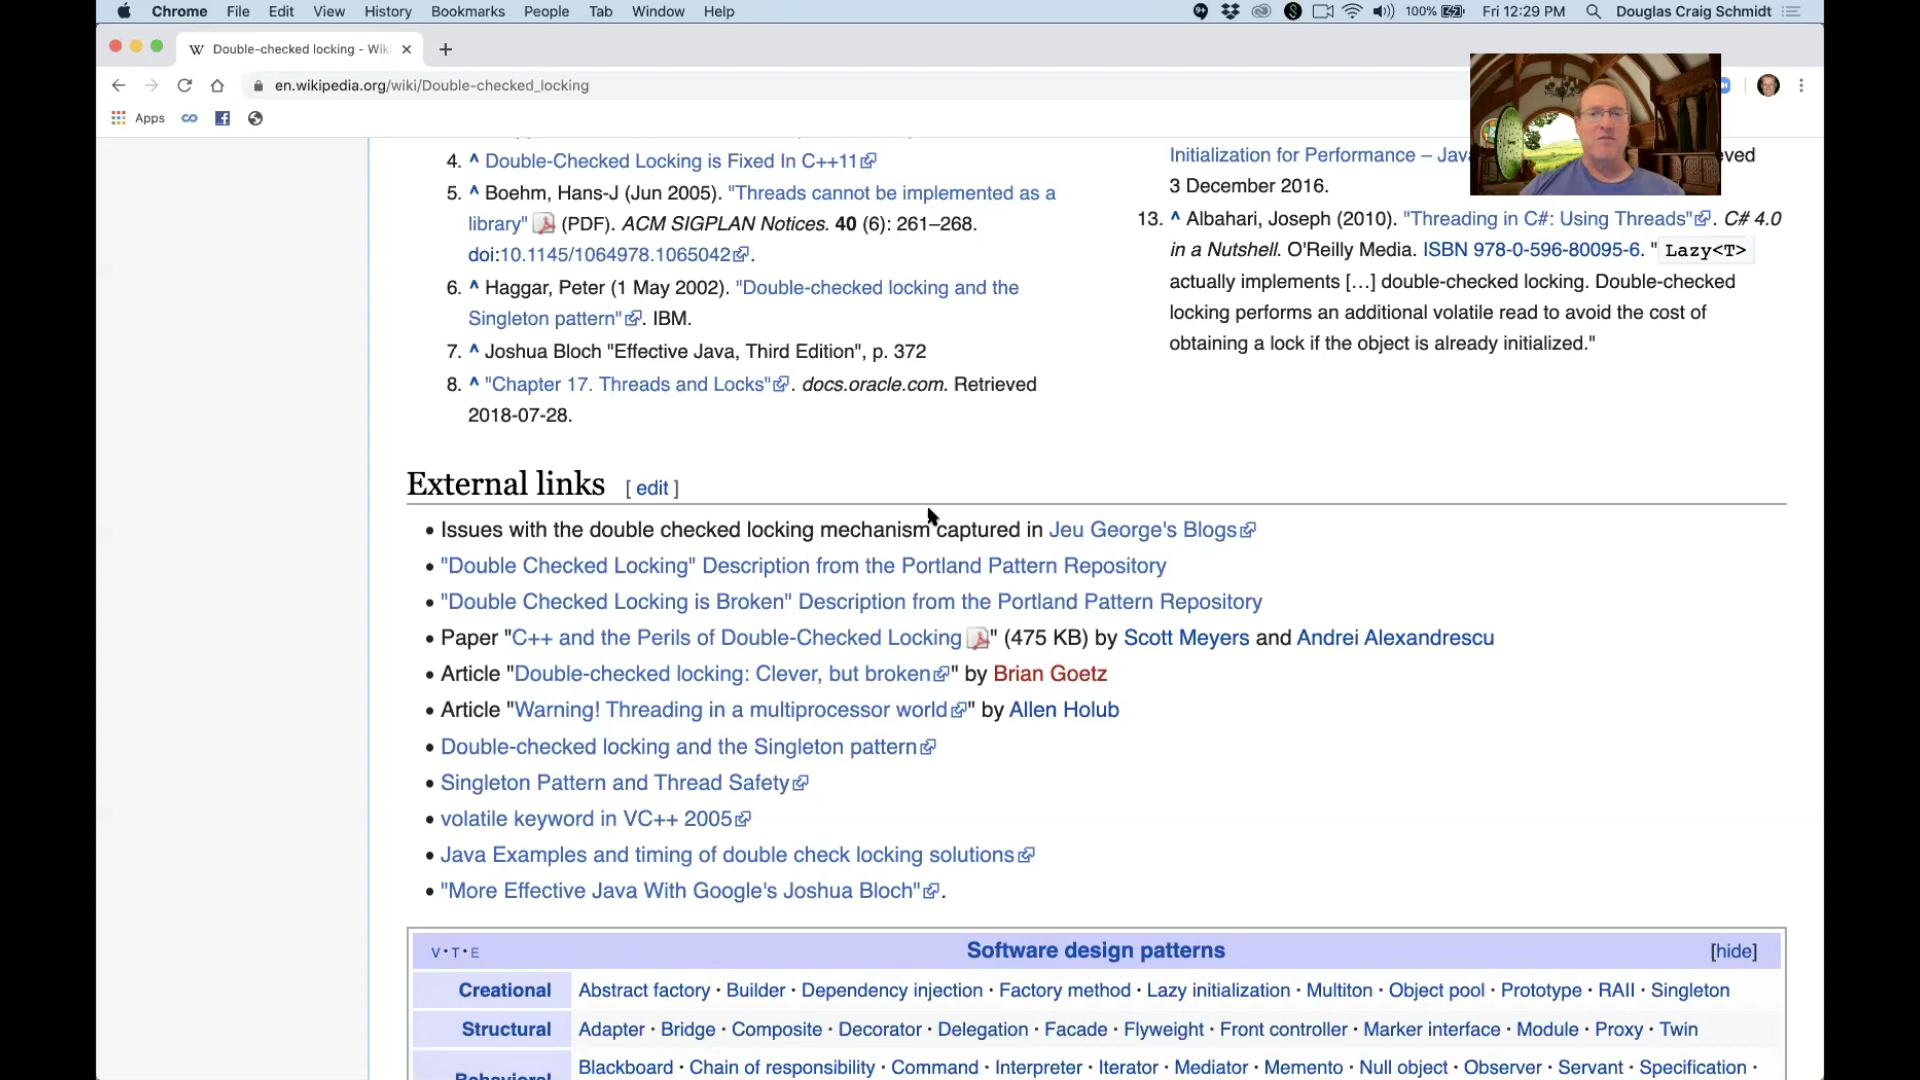 Chrome File Edit View History Bookmarks People Tab Window Help 100% Fri 12:29 PM Douglas Craig Schmidt
W Double-checked locking - Wiki × +
en.wikipedia.org/wiki/Double-checked_locking
Apps
4. ^ Double-Checked Locking is Fixed In C++11
5. ^ Boehm, Hans-J (Jun 2005). "Threads cannot be implemented as a
library" (PDF). ACM SIGPLAN Notices. 40 (6): 261–268.
doi:10.1145/1064978.1065042.
6. ^ Haggar, Peter (1 May 2002). "Double-checked locking and the
Singleton pattern". IBM.
7. ^ Joshua Bloch "Effective Java, Third Edition", p. 372
8. ^ "Chapter 17. Threads and Locks". docs.oracle.com. Retrieved
2018-07-28.
Initialization for Performance – Java
3 December 2016.
13. ^ Albahari, Joseph (2010). "Threading in C#: Using Threads". C# 4.0
in a Nutshell. O'Reilly Media. ISBN 978-0-596-80095-6. "Lazy<T>
actually implements […] double-checked locking. Double-checked
locking performs an additional volatile read to avoid the cost of
obtaining a lock if the object is already initialized."
External links [ edit ]
• Issues with the double checked locking mechanism captured in Jeu George's Blogs
• "Double Checked Locking" Description from the Portland Pattern Repository
• "Double Checked Locking is Broken" Description from the Portland Pattern Repository
• Paper "C++ and the Perils of Double-Checked Locking" (475 KB) by Scott Meyers and Andrei Alexandrescu
• Article "Double-checked locking: Clever, but broken" by Brian Goetz
• Article "Warning! Threading in a multiprocessor world" by Allen Holub
• Double-checked locking and the Singleton pattern
• Singleton Pattern and Thread Safety
• volatile keyword in VC++ 2005
• Java Examples and timing of double check locking solutions
• "More Effective Java With Google's Joshua Bloch".
V · T · E Software design patterns [hide]
Creational Abstract factory · Builder · Dependency injection · Factory method · Lazy initialization · Multiton · Object pool · Prototype · RAII · Singleton
Structural Adapter · Bridge · Composite · Decorator · Delegation · Facade · Flyweight · Front controller · Marker interface · Module · Proxy · Twin
Behavioral Blackboard · Chain of responsibility · Command · Interpreter · Iterator · Mediator · Memento · Null object · Observer · Servant · Specification ·